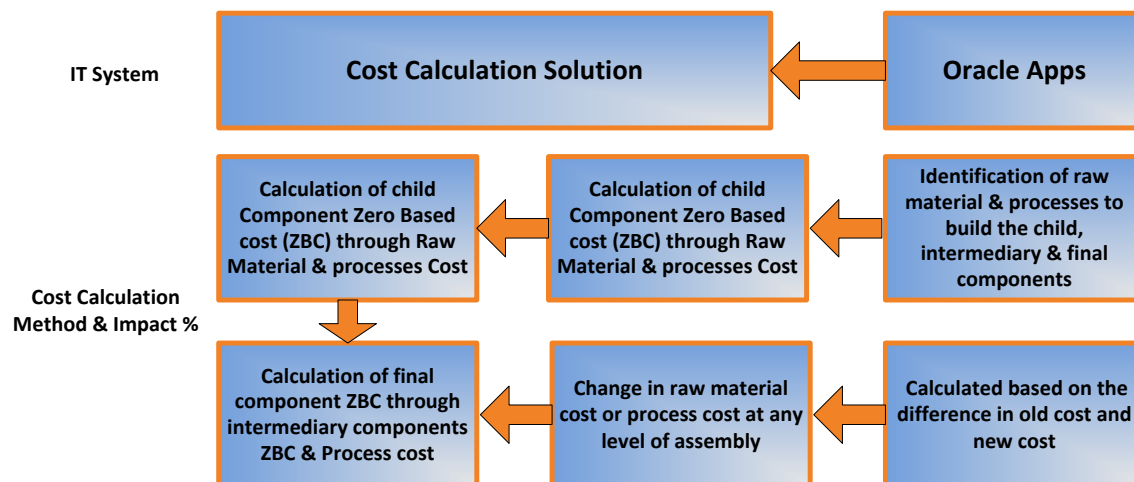 IT System
Cost Calculation Solution
Oracle Apps
Cost Calculation
Method & Impact %
Calculation of child
Component Zero Based
cost (ZBC) through Raw
Material & processes Cost
Calculation of child
Component Zero Based
cost (ZBC) through Raw
Material & processes Cost
Identification of raw
material & processes to
build the child,
intermediary & final
components
Calculation of final
component ZBC through
intermediary components
ZBC & Process cost
Change in raw material
cost or process cost at any
level of assembly
Calculated based on the
difference in old cost and
new cost